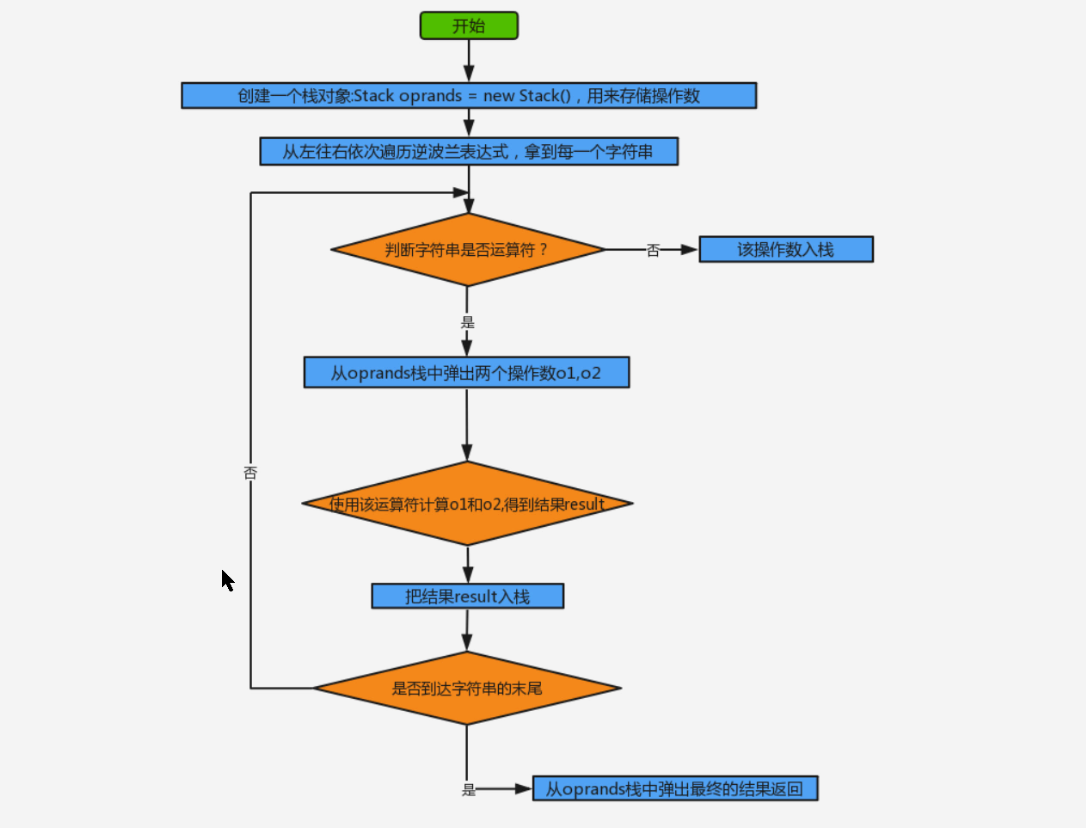 开始
创建一个栈对象:Stack oprands = new Stack()，用来存储操作数
从左往右依次遍历逆波兰表达式，拿到每一个字符串
判断字符串是否运算符？
否
该操作数入栈
是
从oprands栈中弹出两个操作数o1,o2
否
使用该运算符计算o1和o2,得到结果result
把结果result入栈
是否到达字符串的末尾
是
从oprands栈中弹出最终的结果返回